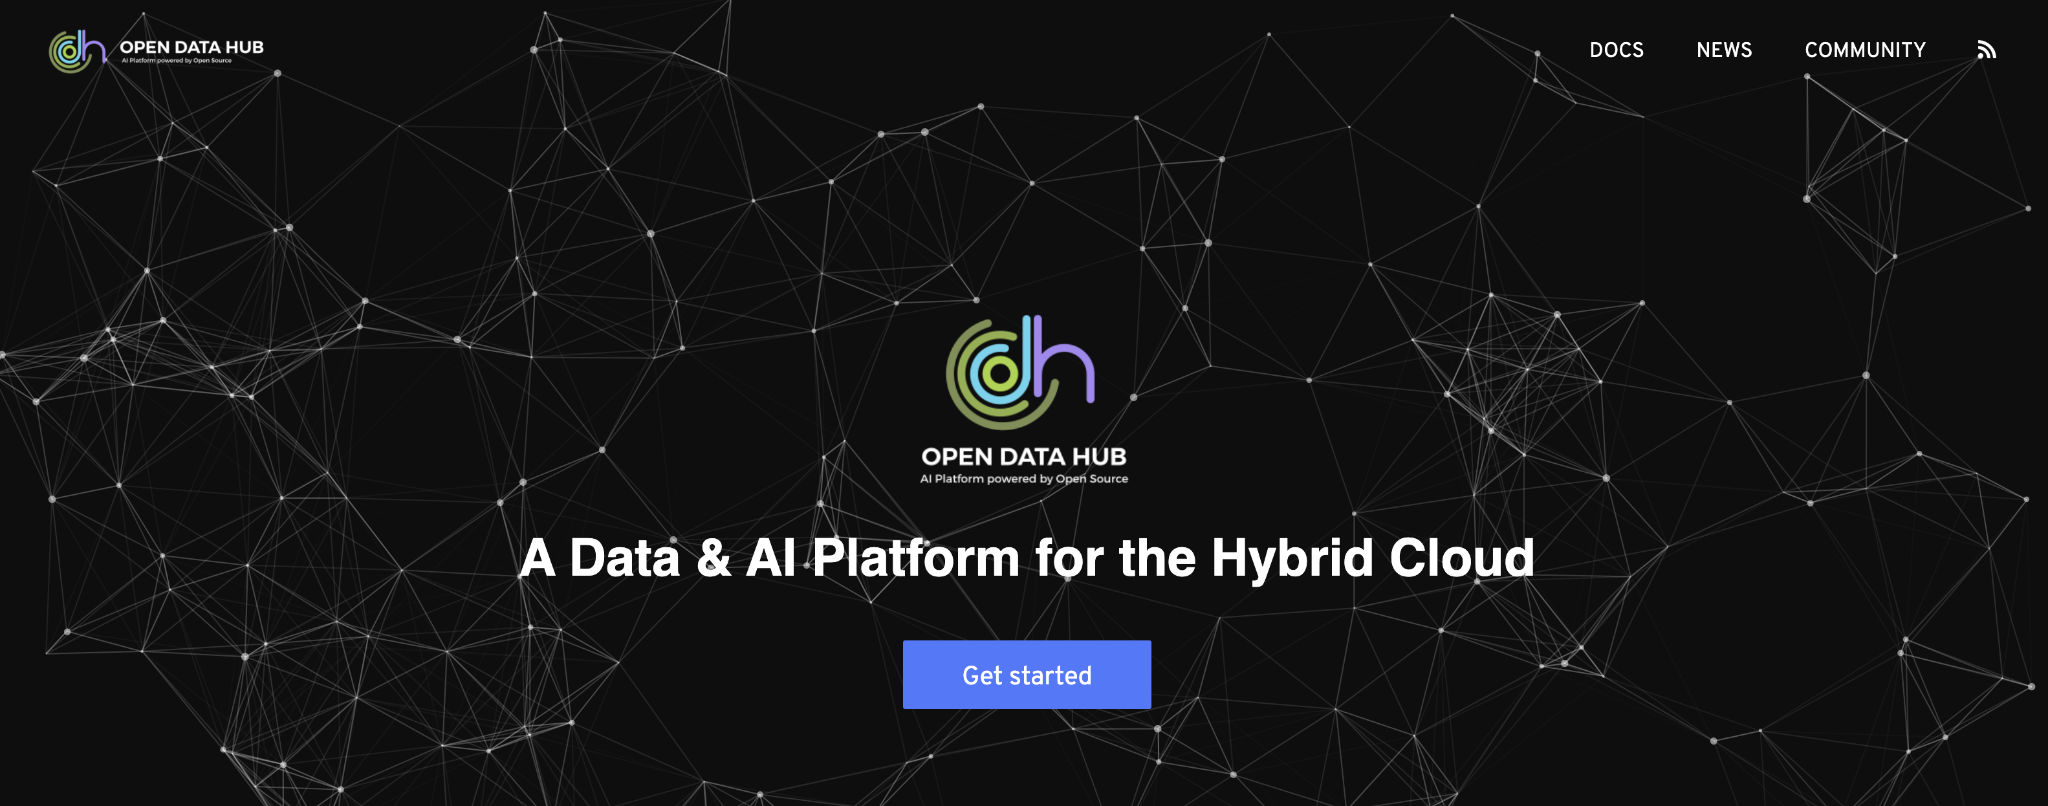 OPEN DATA HUB
AI Platform powered by Open Source
DOCS NEWS COMMUNITY
OPEN DATA HUB
AI Platform powered by Open Source
A Data & AI Platform for the Hybrid Cloud
Get started